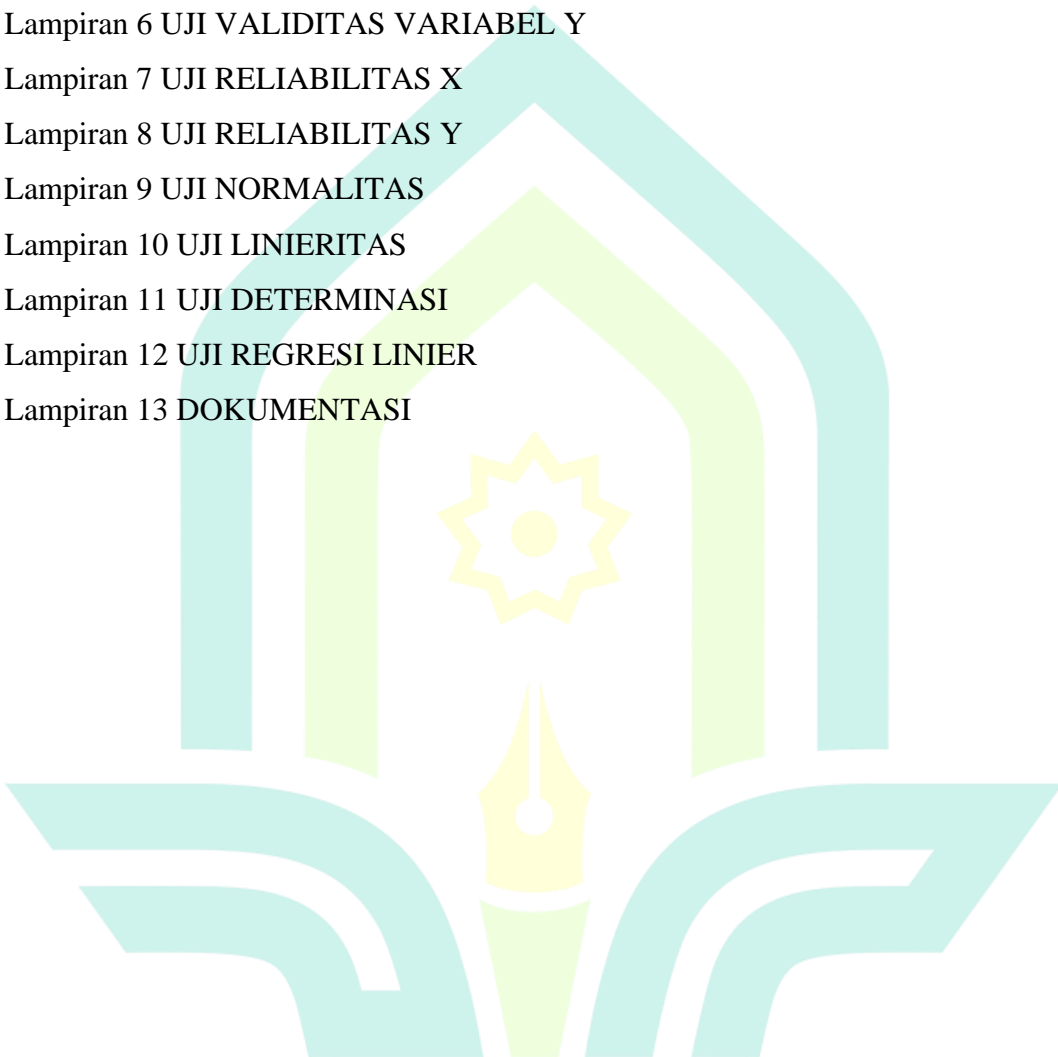 Lampiran 6 UJI VALIDITAS VARIABEL Y
Lampiran 7 UJI RELIABILITAS X
Lampiran 8 UJI RELIABILITAS Y
Lampiran 9 UJI NORMALITAS
Lampiran 10 UJI LINIERITAS
Lampiran 11 UJI DETERMINASI
Lampiran 12 UJI REGRESI LINIER
Lampiran 13 DOKUMENTASI